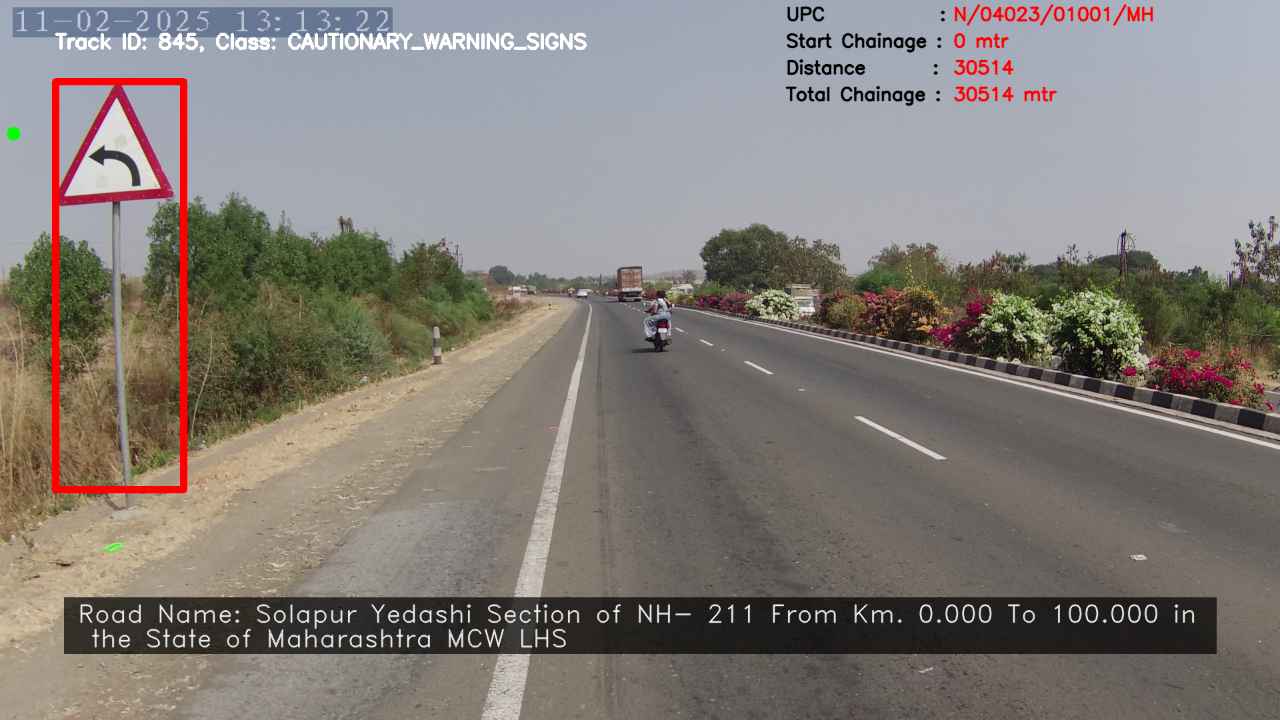 11-02-2025 13:13:22
Track ID: 845, Class: CAUTIONARY_WARNING_SIGNS
UPC : N/04023/01001/MH
Start Chainage : 0 mtr
Distance : 30514
Total Chainage : 30514 mtr
Road Name: Solapur Yedashi Section of NH- 211 From Km. 0.000 To 100.000 in
the State of Maharashtra MCW LHS